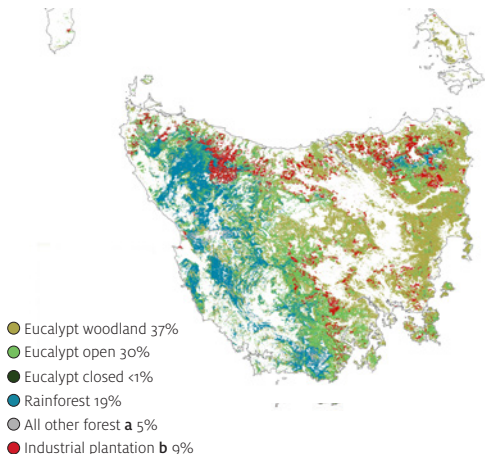 Eucalypt woodland 37%
Eucalypt open 30%
Eucalypt closed <1%
Rainforest 19%
All other forest a 5%
Industrial plantation b 9%